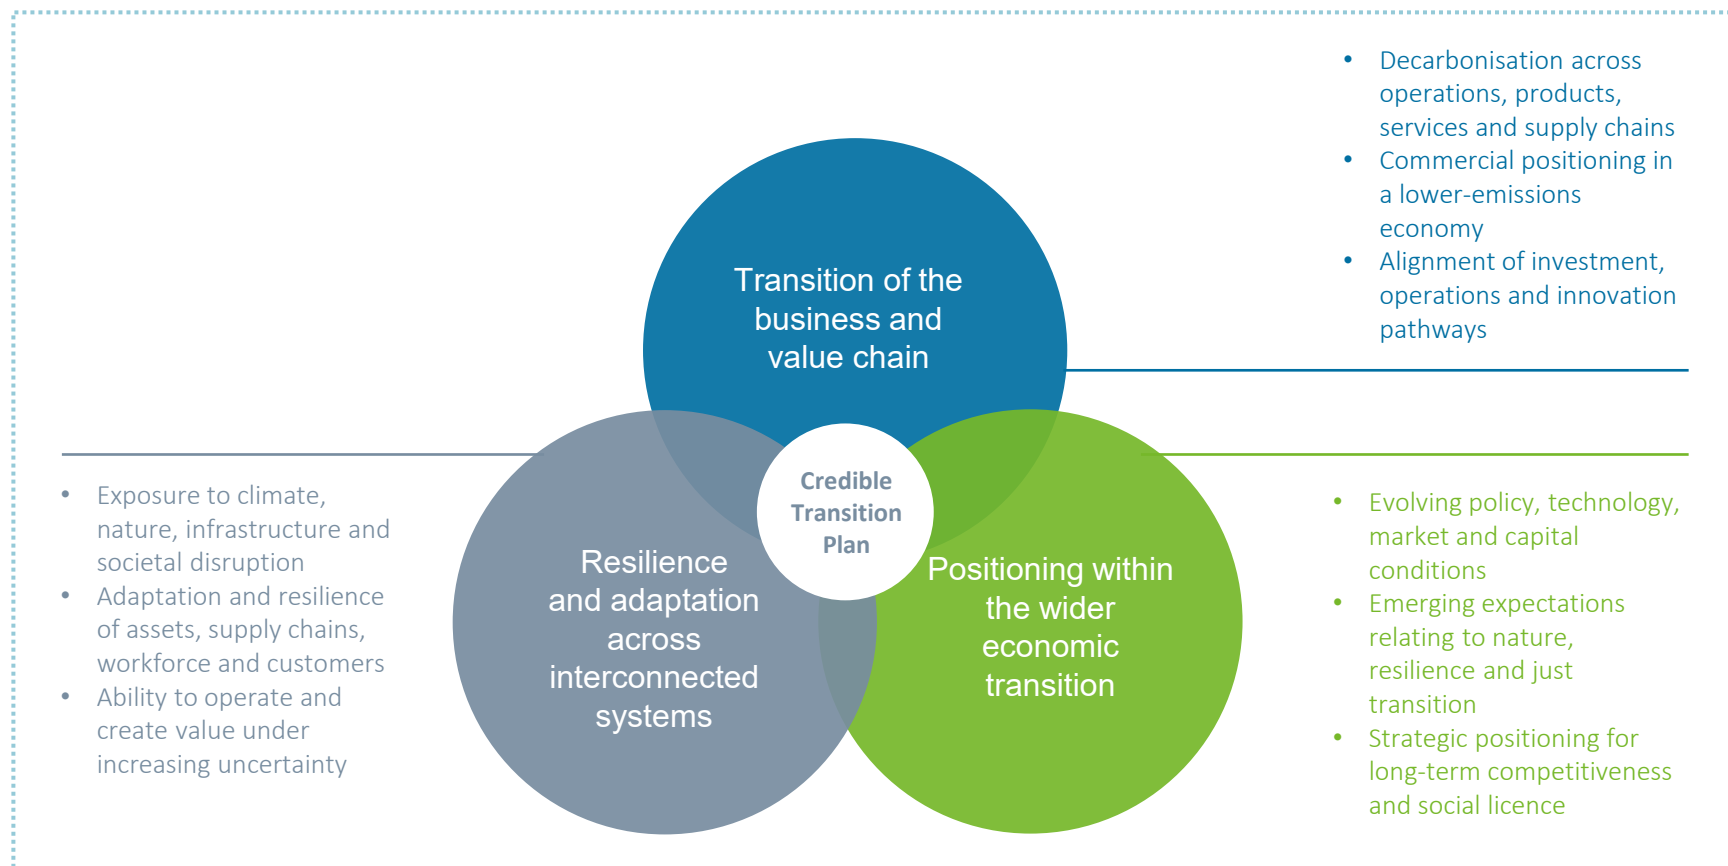 • Decarbonisation across
operations, products,
services and supply chains
• Commercial positioning in
a lower-emissions
economy
• Alignment of investment,
operations and innovation
pathways
Transition of the
business and
value chain
Credible
Transition
Plan
• Exposure to climate,
nature, infrastructure and
societal disruption
• Adaptation and resilience
of assets, supply chains,
workforce and customers
• Ability to operate and
create value under
increasing uncertainty
Resilience
and adaptation
across
interconnected
systems
Positioning within
the wider
economic
transition
• Evolving policy, technology,
market and capital
conditions
• Emerging expectations
relating to nature,
resilience and just
transition
• Strategic positioning for
long-term competitiveness
and social licence